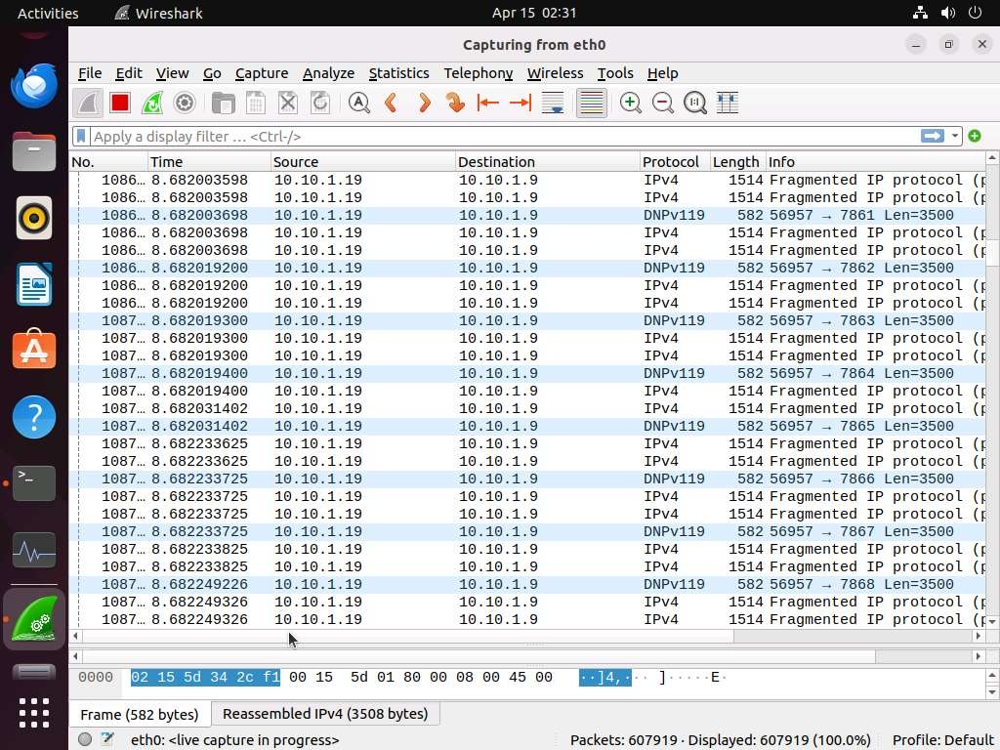 Activities Wireshark Apr 15 02:31
Capturing from eth0
File Edit View Go Capture Analyze Statistics Telephony Wireless Tools Help
Apply a display filter … <Ctrl-/>
No. Time Source Destination Protocol Length Info
1086… 8.682003598 10.10.1.19 10.10.1.9 IPv4 1514 Fragmented IP protocol (p
1086… 8.682003598 10.10.1.19 10.10.1.9 IPv4 1514 Fragmented IP protocol (p
1086… 8.682003698 10.10.1.19 10.10.1.9 DNPv119 582 56957 → 7861 Len=3500
1086… 8.682003698 10.10.1.19 10.10.1.9 IPv4 1514 Fragmented IP protocol (p
1086… 8.682003698 10.10.1.19 10.10.1.9 IPv4 1514 Fragmented IP protocol (p
1086… 8.682019200 10.10.1.19 10.10.1.9 DNPv119 582 56957 → 7862 Len=3500
1086… 8.682019200 10.10.1.19 10.10.1.9 IPv4 1514 Fragmented IP protocol (p
1086… 8.682019200 10.10.1.19 10.10.1.9 IPv4 1514 Fragmented IP protocol (p
1087… 8.682019300 10.10.1.19 10.10.1.9 DNPv119 582 56957 → 7863 Len=3500
1087… 8.682019300 10.10.1.19 10.10.1.9 IPv4 1514 Fragmented IP protocol (p
1087… 8.682019300 10.10.1.19 10.10.1.9 IPv4 1514 Fragmented IP protocol (p
1087… 8.682019400 10.10.1.19 10.10.1.9 DNPv119 582 56957 → 7864 Len=3500
1087… 8.682019400 10.10.1.19 10.10.1.9 IPv4 1514 Fragmented IP protocol (p
1087… 8.682031402 10.10.1.19 10.10.1.9 IPv4 1514 Fragmented IP protocol (p
1087… 8.682031402 10.10.1.19 10.10.1.9 DNPv119 582 56957 → 7865 Len=3500
1087… 8.682233625 10.10.1.19 10.10.1.9 IPv4 1514 Fragmented IP protocol (p
1087… 8.682233625 10.10.1.19 10.10.1.9 IPv4 1514 Fragmented IP protocol (p
1087… 8.682233725 10.10.1.19 10.10.1.9 DNPv119 582 56957 → 7866 Len=3500
1087… 8.682233725 10.10.1.19 10.10.1.9 IPv4 1514 Fragmented IP protocol (p
1087… 8.682233725 10.10.1.19 10.10.1.9 IPv4 1514 Fragmented IP protocol (p
1087… 8.682233725 10.10.1.19 10.10.1.9 DNPv119 582 56957 → 7867 Len=3500
1087… 8.682233825 10.10.1.19 10.10.1.9 IPv4 1514 Fragmented IP protocol (p
1087… 8.682233825 10.10.1.19 10.10.1.9 IPv4 1514 Fragmented IP protocol (p
1087… 8.682249226 10.10.1.19 10.10.1.9 DNPv119 582 56957 → 7868 Len=3500
1087… 8.682249326 10.10.1.19 10.10.1.9 IPv4 1514 Fragmented IP protocol (p
1087… 8.682249326 10.10.1.19 10.10.1.9 IPv4 1514 Fragmented IP protocol (p
0000 02 15 5d 34 2c f1 00 15 5d 01 80 00 08 00 45 00 ··]4,··· ]·····E·
Frame (582 bytes) Reassembled IPv4 (3508 bytes)
eth0: <live capture in progress> Packets: 607919 · Displayed: 607919 (100.0%) Profile: Default